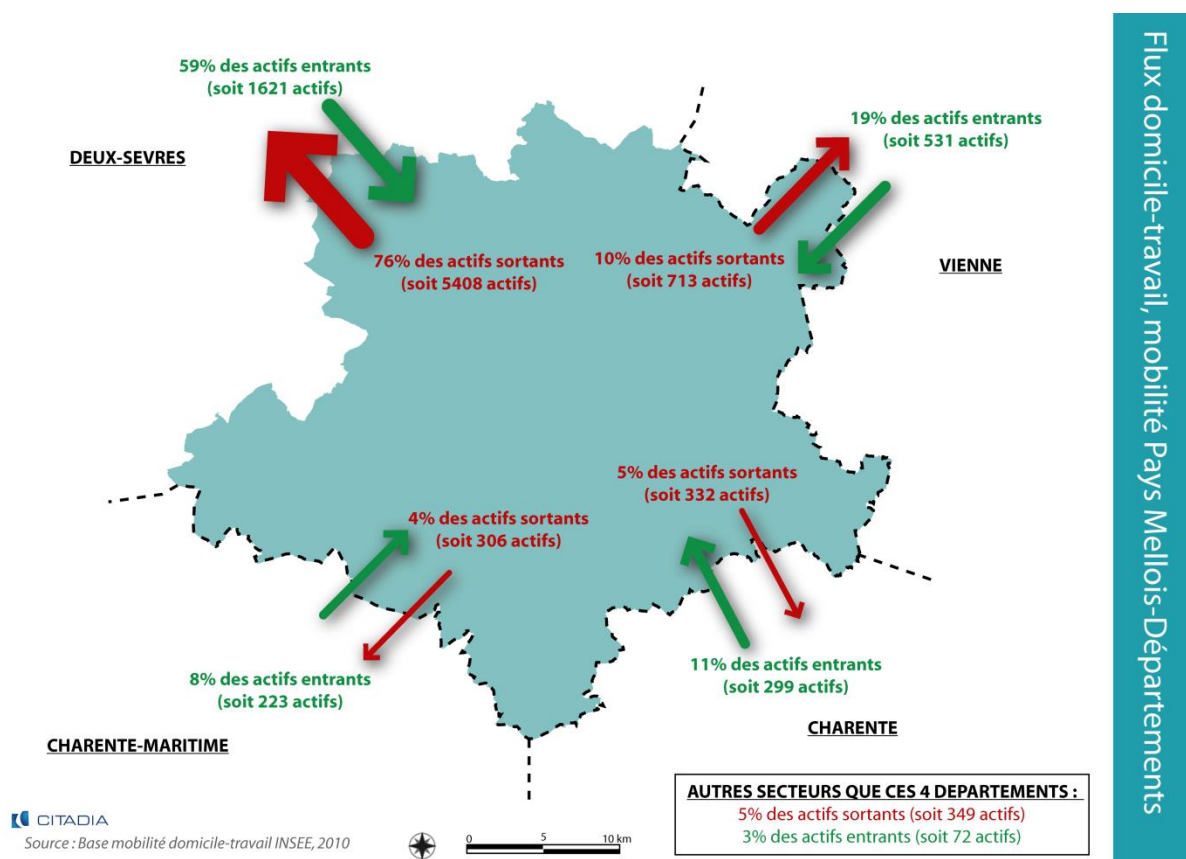 Flux domicile-travail, mobilité Pays Mellois-Départements
59% des actifs entrants
(soit 1621 actifs)
19% des actifs entrants
(soit 531 actifs)
DEUX-SEVRES
76% des actifs sortants
(soit 5408 actifs)
10% des actifs sortants
(soit 713 actifs)
VIENNE
5% des actifs sortants
(soit 332 actifs)
4% des actifs sortants
(soit 306 actifs)
8% des actifs entrants
(soit 223 actifs)
11% des actifs entrants
(soit 299 actifs)
CHARENTE-MARITIME
CHARENTE
AUTRES SECTEURS QUE CES 4 DEPARTEMENTS :
5% des actifs sortants (soit 349 actifs)
3% des actifs entrants (soit 72 actifs)
CITADIA
Source : Base mobilité domicile-travail INSEE, 2010
0 5 10 km